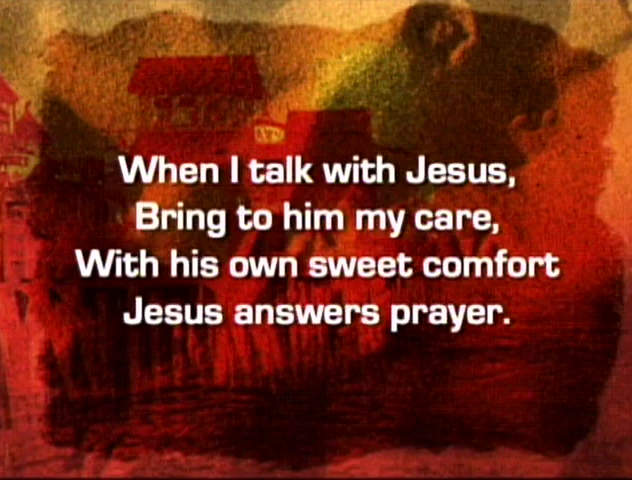 When I talk with Jesus,
Bring to him my care,
With his own sweet comfort
Jesus answers prayer.